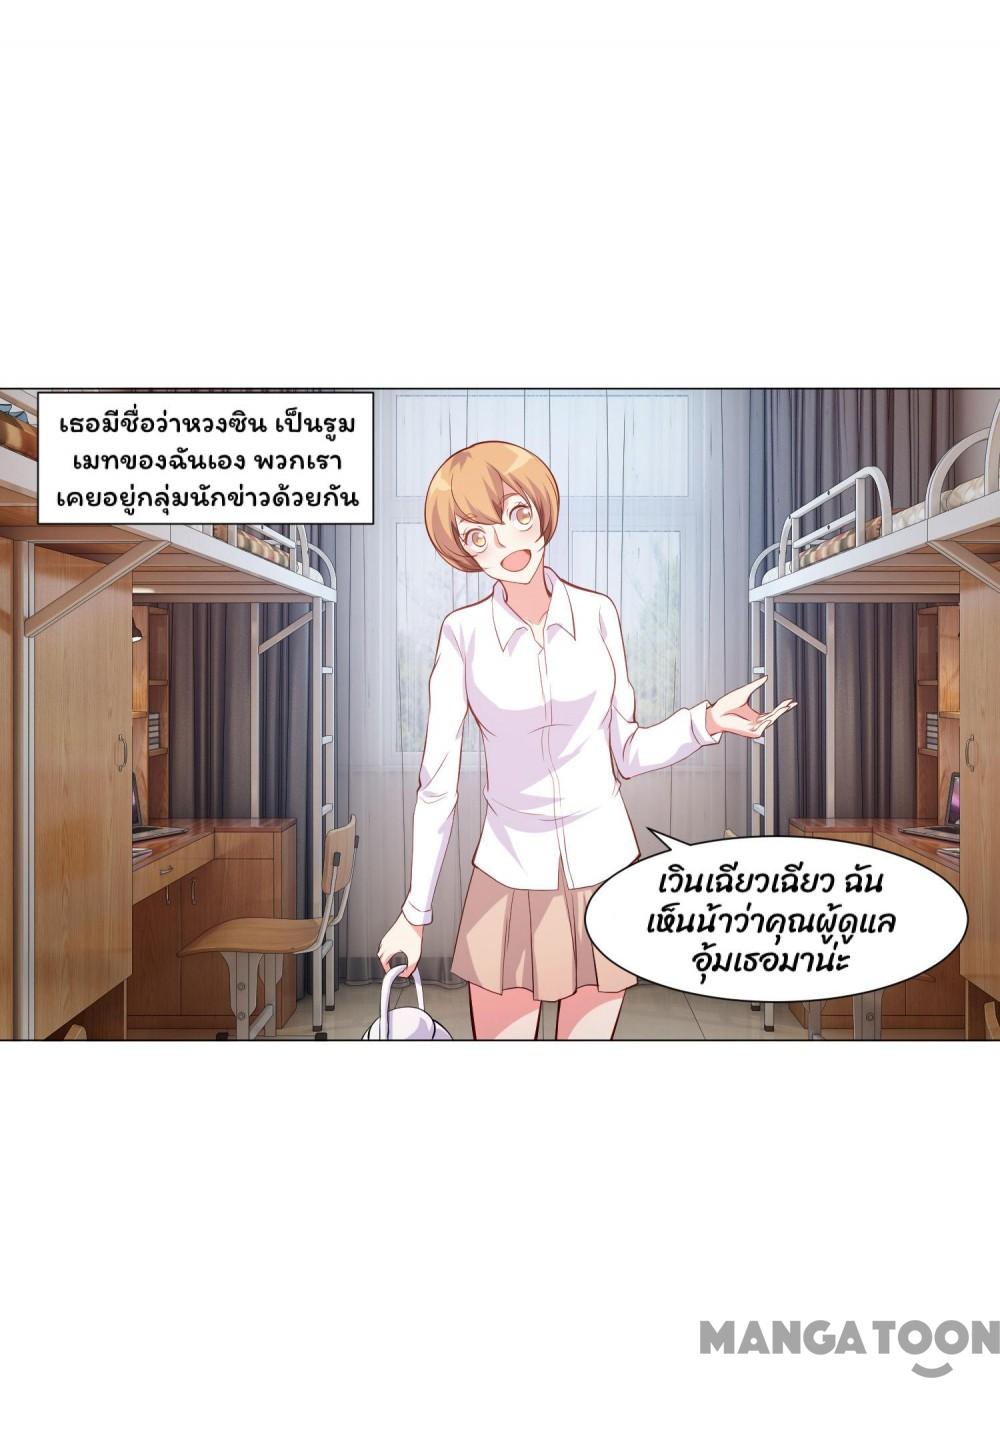 เธอมีชื่อว่าหวงซิน เป็นรูม
เมทของฉันเอง พวกเรา
เคยอยู่กลุ่มนักข่าวด้วยกัน
เวินเฉียวเฉียว ฉัน
เห็นน้าว่าคุณผู้ดูแล
อุ้มเธอมาน่ะ
MANGATOON